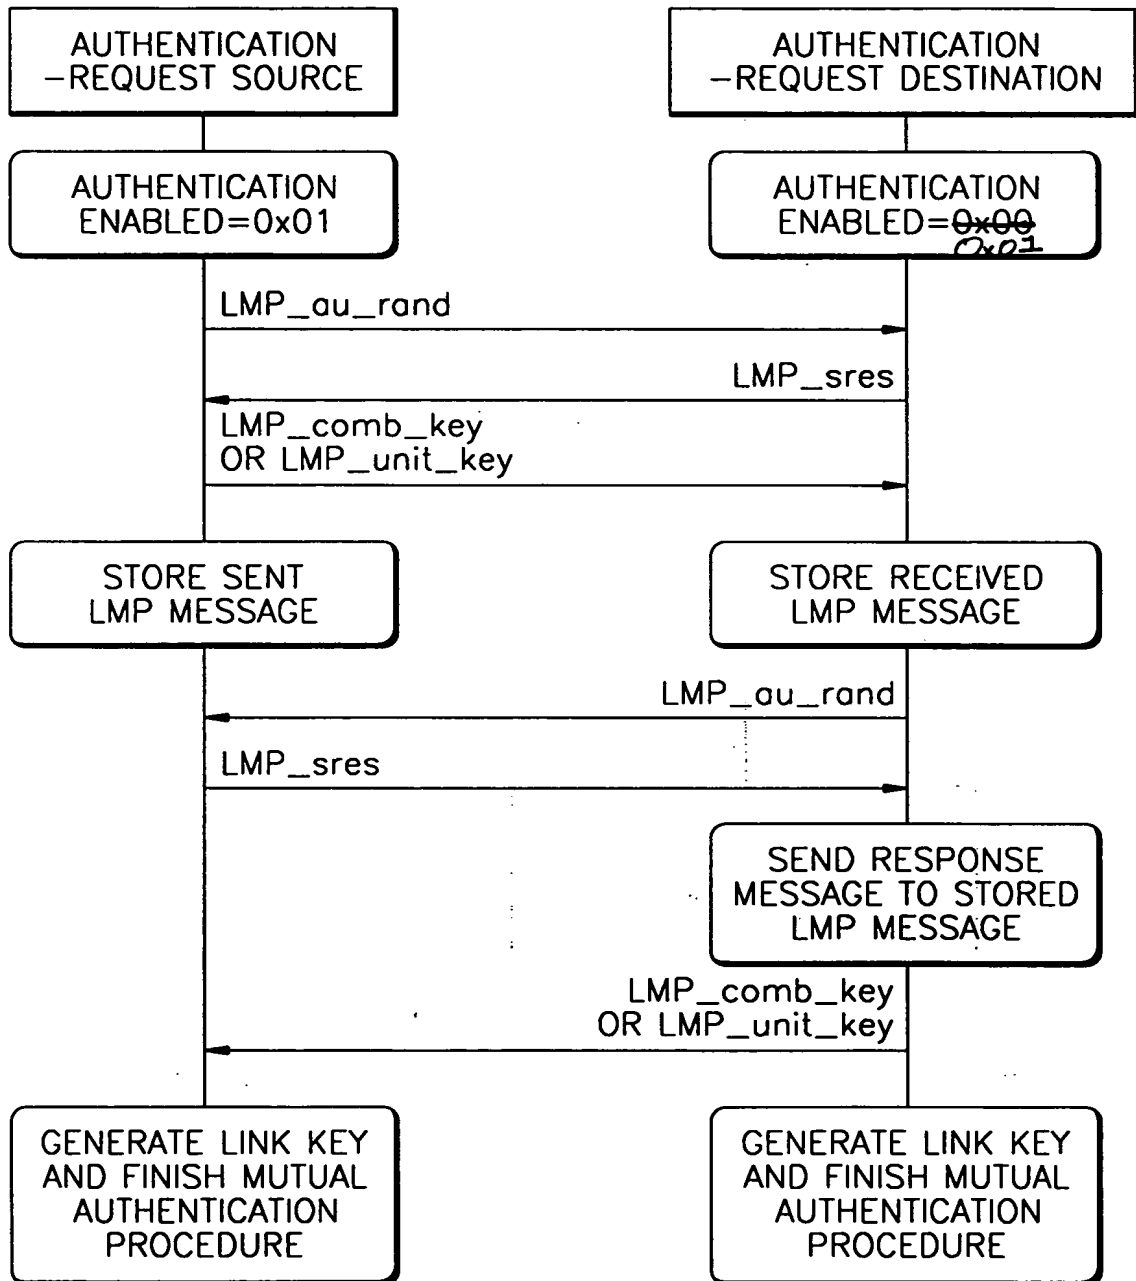 AUTHENTICATION
-REQUEST SOURCE
AUTHENTICATION
-REQUEST DESTINATION
AUTHENTICATION
ENABLED=0x01
AUTHENTICATION
ENABLED=0x00
0x01
LMP_au_rand
LMP_sres
LMP_comb_key
OR LMP_unit_key
STORE SENT
LMP MESSAGE
STORE RECEIVED
LMP MESSAGE
LMP_au_rand
LMP_sres
SEND RESPONSE
MESSAGE TO STORED
LMP MESSAGE
LMP_comb_key
OR LMP_unit_key
GENERATE LINK KEY
AND FINISH MUTUAL
AUTHENTICATION
PROCEDURE
GENERATE LINK KEY
AND FINISH MUTUAL
AUTHENTICATION
PROCEDURE